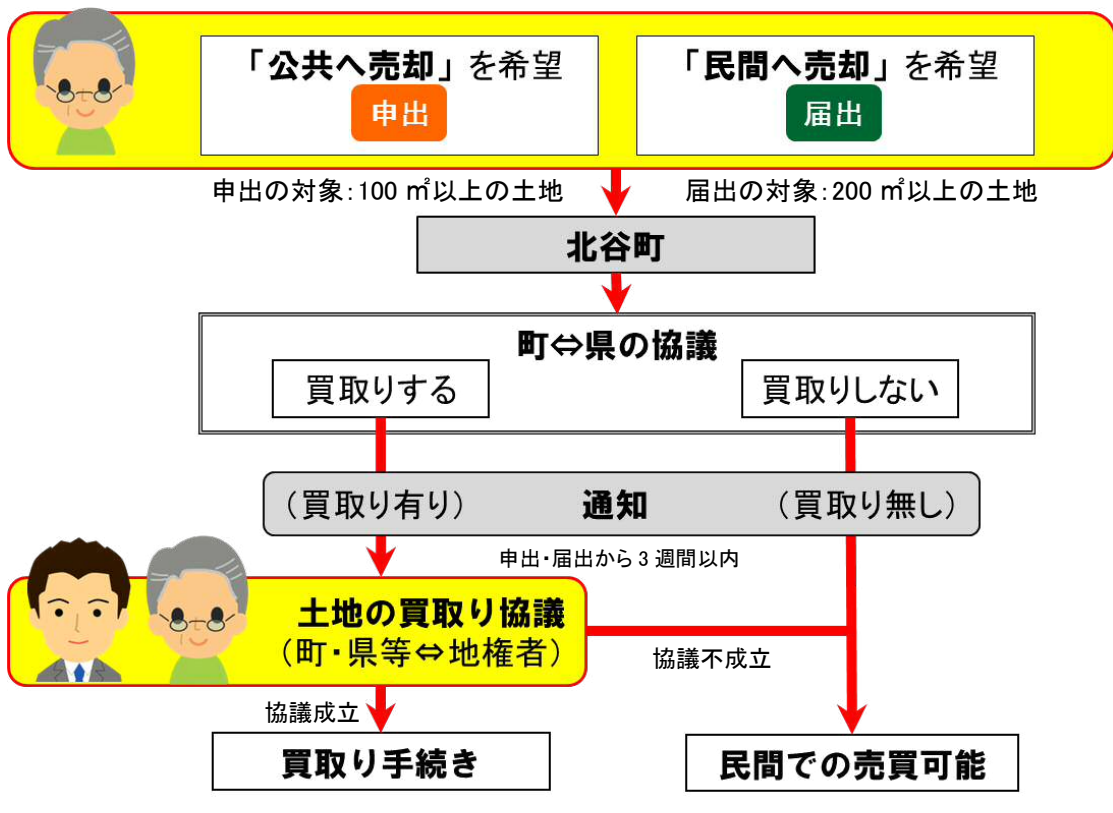 「公共へ売却」を希望
申出
「民間へ売却」を希望
届出
申出の対象：100 ㎡以上の土地
届出の対象：200 ㎡以上の土地
北谷町
町⇔県の協議
買取りする
買取りしない
（買取り有り）
通知
（買取り無し）
申出・届出から 3 週間以内
土地の買取り協議
（町・県等⇔地権者）
協議不成立
協議成立
買取り手続き
民間での売買可能